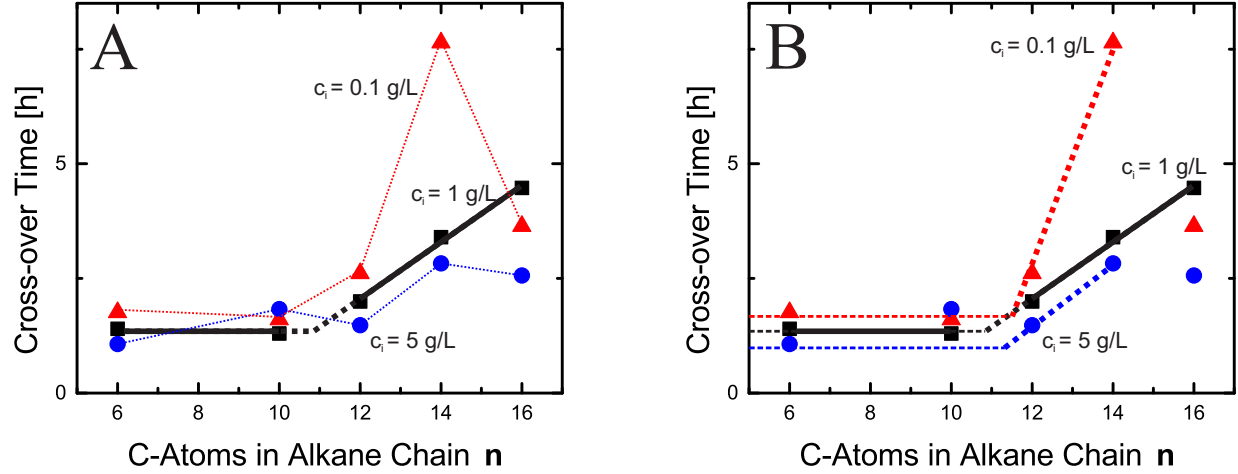 A
Cross-over Time [h]
5
0
c_i = 0.1 g/L
c_i = 1 g/L
c_i = 5 g/L
6 8 10 12 14 16
C-Atoms in Alkane Chain n
B
Cross-over Time [h]
5
0
c_i = 0.1 g/L
c_i = 1 g/L
c_i = 5 g/L
6 8 10 12 14 16
C-Atoms in Alkane Chain n